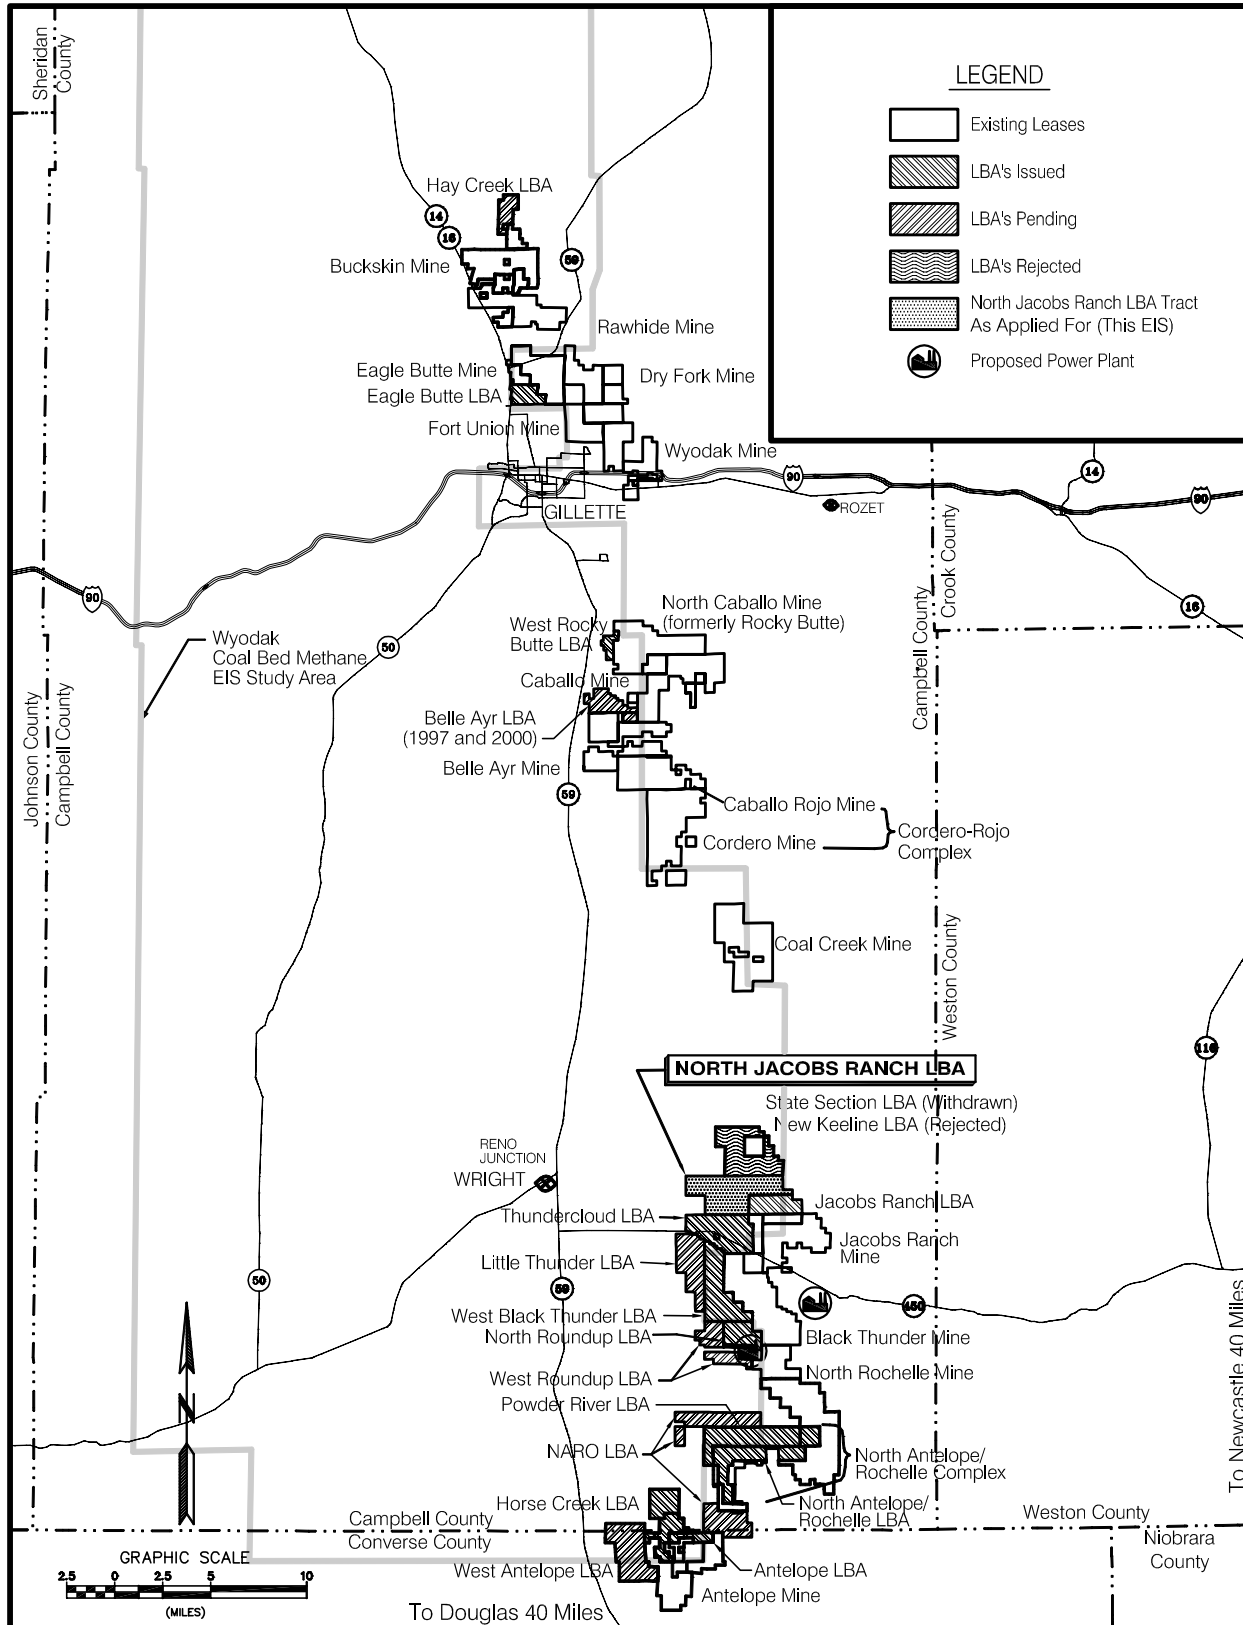 Sheridan
County
LEGEND
Existing Leases
LBA's Issued
LBA's Pending
LBA's Rejected
North Jacobs Ranch LBA Tract
As Applied For (This EIS)
Proposed Power Plant
Hay Creek LBA
14
16
59
Buckskin Mine
Rawhide Mine
Eagle Butte Mine
Eagle Butte LBA
Dry Fork Mine
Fort Union Mine
Wyodak Mine
14
90
90
ROZET
GILLETTE
Crook County
Campbell County
90
16
North Caballo Mine
(formerly Rocky Butte)
West Rocky
Butte LBA
50
Wyodak
Coal Bed Methane
EIS Study Area
Caballo Mine
Belle Ayr LBA
(1997 and 2000)
Belle Ayr Mine
Johnson County
Campbell County
59
Caballo Rojo Mine
Cordero Mine
Cordero-Rojo
Complex
Coal Creek Mine
Weston County
116
NORTH JACOBS RANCH LBA
State Section LBA (Withdrawn)
New Keeline LBA (Rejected)
RENO
JUNCTION
WRIGHT
Jacobs Ranch LBA
Thundercloud LBA
Jacobs Ranch
Mine
Little Thunder LBA
50
59
450
West Black Thunder LBA
North Roundup LBA
Black Thunder Mine
West Roundup LBA
North Rochelle Mine
Powder River LBA
NARO LBA
North Antelope/
Rochelle Complex
To Newcastle 40 Miles
N
Horse Creek LBA
North Antelope/
Rochelle LBA
Campbell County
Converse County
Weston County
Niobrara
County
GRAPHIC SCALE
2.5 0 2.5 5 10
(MILES)
West Antelope LBA
Antelope LBA
Antelope Mine
To Douglas 40 Miles